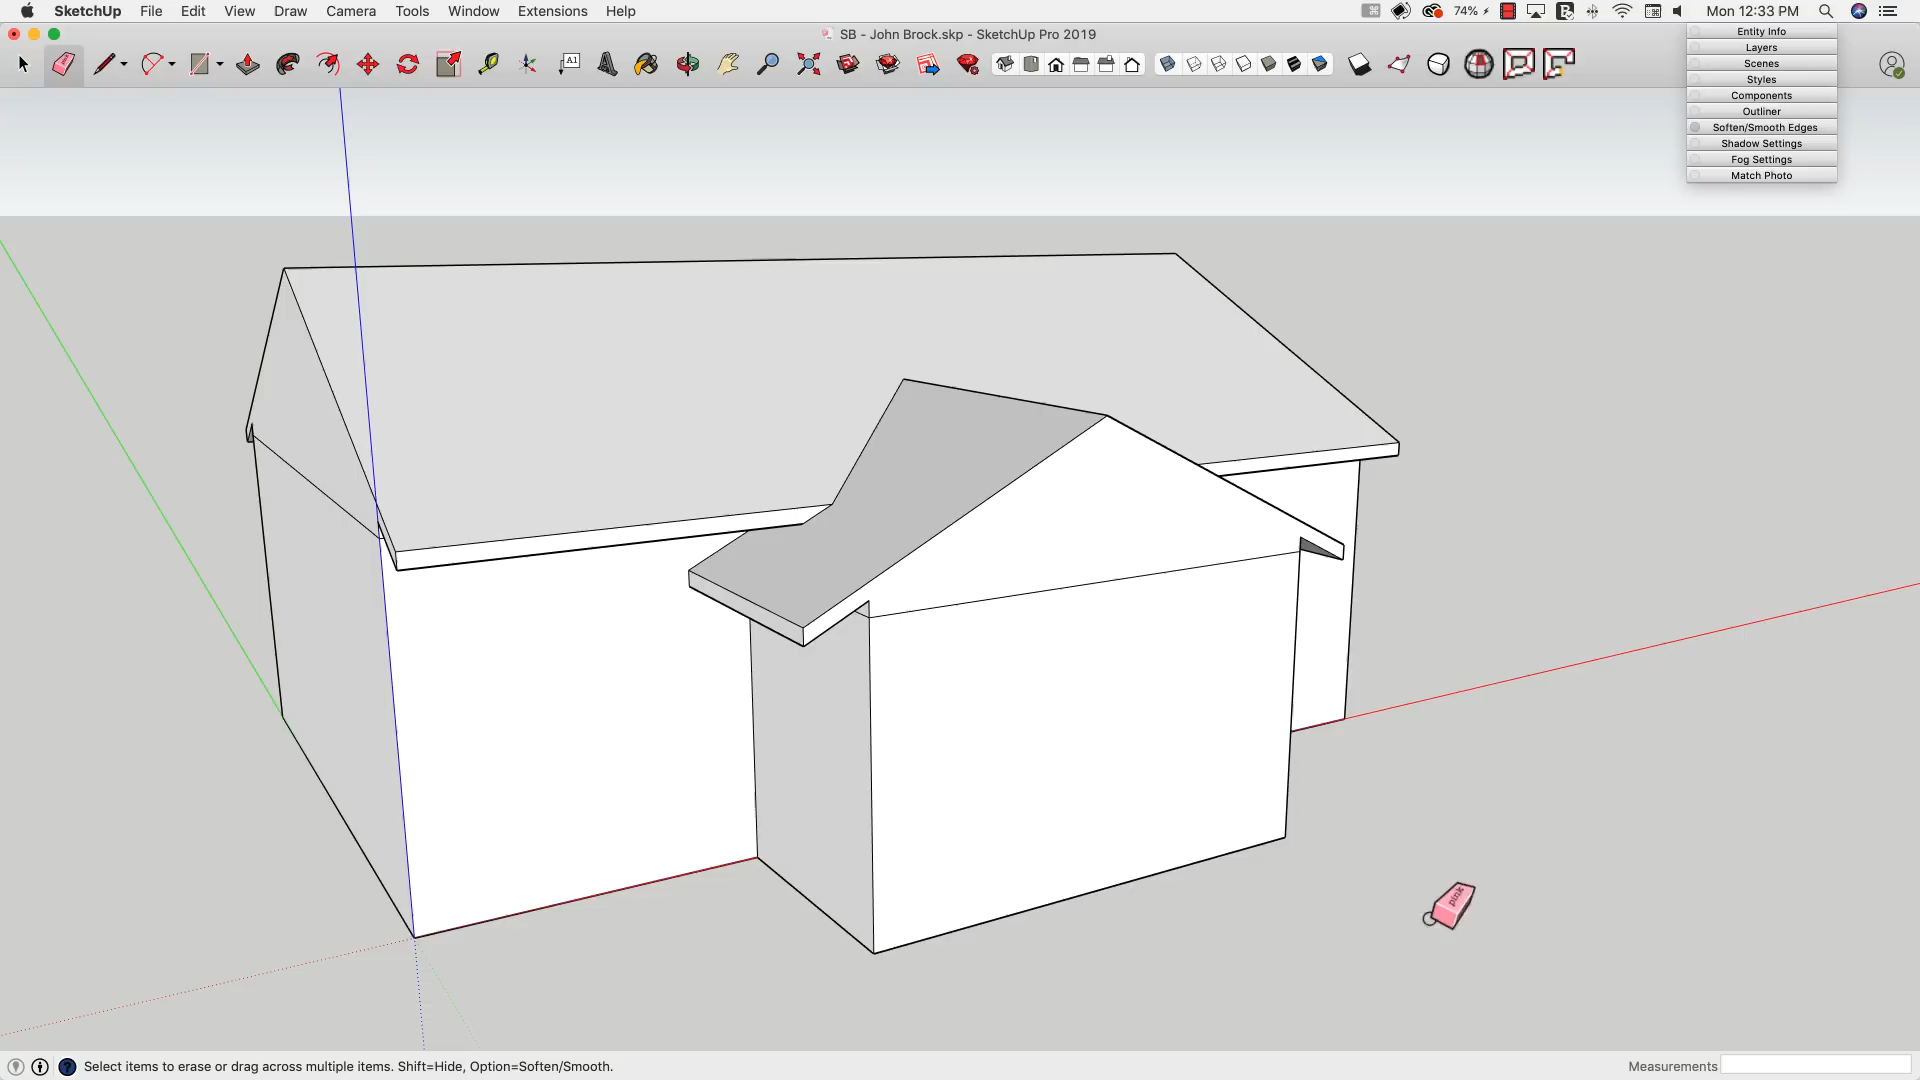 SketchUp File Edit View Draw Camera Tools Window Extensions Help 74% Mon 12:33 PM
SB - John Brock.skp - SketchUp Pro 2019
A1
Entity Info
Layers
Scenes
Styles
Components
Outliner
Soften/Smooth Edges
Shadow Settings
Fog Settings
Match Photo
Select items to erase or drag across multiple items. Shift=Hide, Option=Soften/Smooth. Measurements